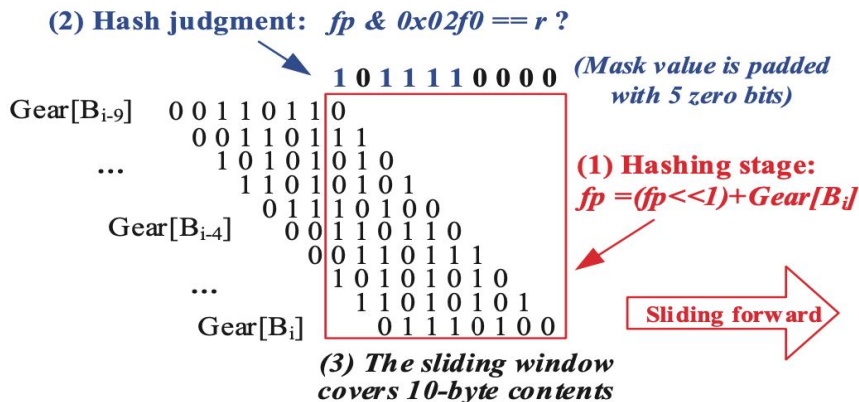 (2) Hash judgment: fp & 0x02f0 == r ?
1 0 1 1 1 1 0 0 0 0
(Mask value is padded
with 5 zero bits)
Gear[Bi-9] 0 0 1 1 0 1 1 0
0 0 1 1 0 1 1 1
... 1 0 1 0 1 0 1 0
1 1 0 1 0 1 0 1
0 1 1 1 0 1 0 0
Gear[Bi-4] 0 0 1 1 0 1 1 0
0 0 1 1 0 1 1 1
... 1 0 1 0 1 0 1 0
1 1 0 1 0 1 0 1
Gear[Bi] 0 1 1 1 0 1 0 0
(1) Hashing stage:
fp =(fp<<1)+Gear[Bi]
Sliding forward
(3) The sliding window
covers 10-byte contents